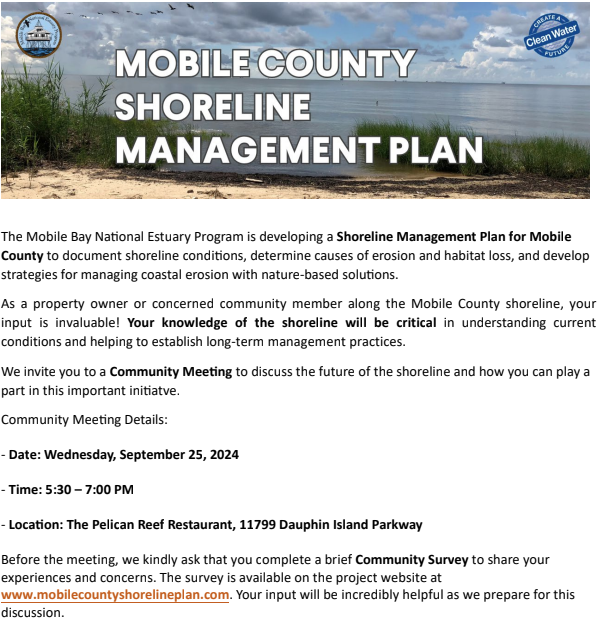 CREATE A
Clean Water
FUTURE
MOBILE COUNTY
SHORELINE
MANAGEMENT PLAN
The Mobile Bay National Estuary Program is developing a Shoreline Management Plan for Mobile
County to document shoreline conditions, determine causes of erosion and habitat loss, and develop
strategies for managing coastal erosion with nature-based solutions.
As a property owner or concerned community member along the Mobile County shoreline, your
input is invaluable! Your knowledge of the shoreline will be critical in understanding current
conditions and helping to establish long-term management practices.
We invite you to a Community Meeting to discuss the future of the shoreline and how you can play a
part in this important initiatve.
Community Meeting Details:
- Date: Wednesday, September 25, 2024
- Time: 5:30 – 7:00 PM
- Location: The Pelican Reef Restaurant, 11799 Dauphin Island Parkway
Before the meeting, we kindly ask that you complete a brief Community Survey to share your
experiences and concerns. The survey is available on the project website at
www.mobilecountyshorelineplan.com. Your input will be incredibly helpful as we prepare for this
discussion.